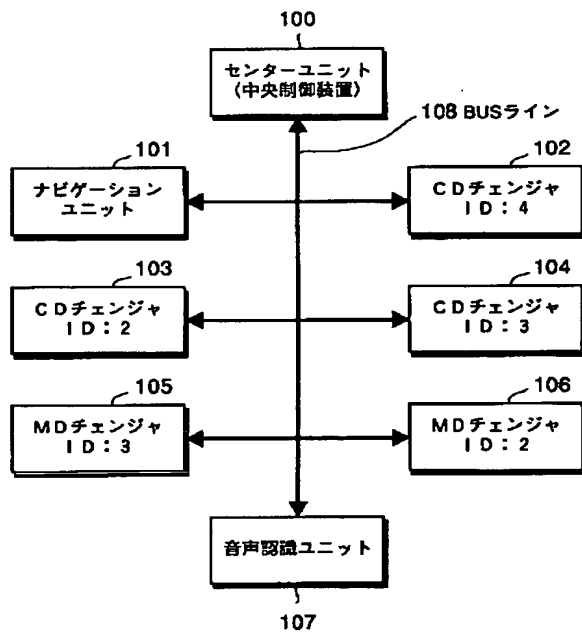 100
センターユニット
(中央制御装置)
108 BUSライン
101
ナビゲーション
ユニット
102
CDチェンジャ
ID:4
103
CDチェンジャ
ID:2
104
CDチェンジャ
ID:3
105
MDチェンジャ
ID:3
106
MDチェンジャ
ID:2
音声認識ユニット
107